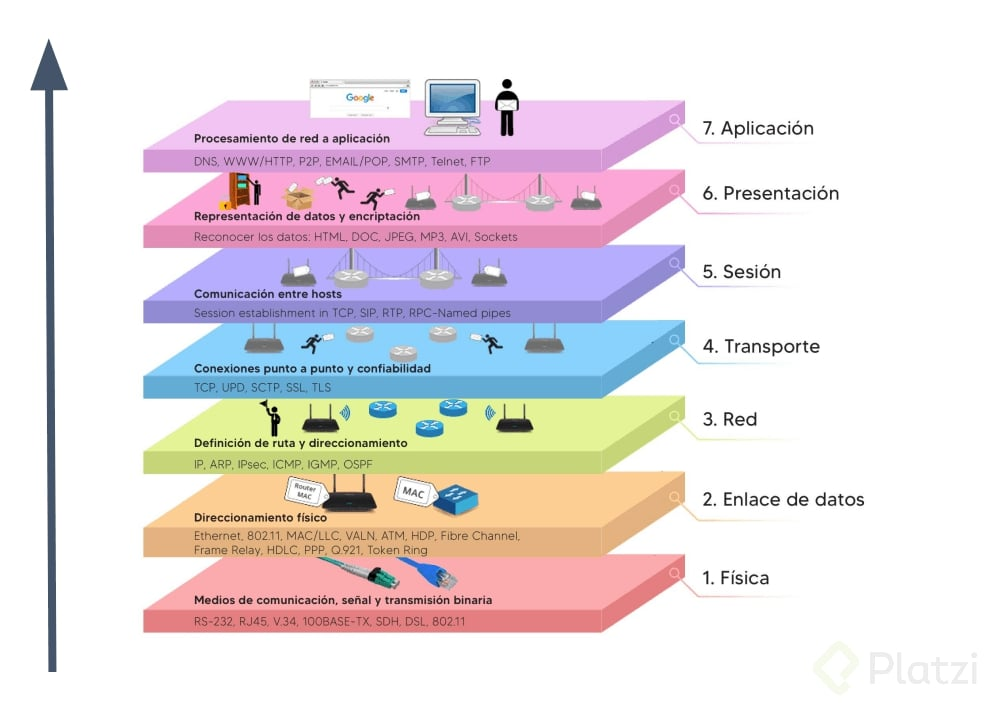 Google
Procesamiento de red a aplicación
DNS, WWW/HTTP, P2P, EMAIL/POP, SMTP, Telnet, FTP
7. Aplicación
Representación de datos y encriptación
Reconocer los datos: HTML, DOC, JPEG, MP3, AVI, Sockets
6. Presentación
Comunicación entre hosts
Session establishment in TCP, SIP, RTP, RPC-Named pipes
5. Sesión
Conexiones punto a punto y confiabilidad
TCP, UPD, SCTP, SSL, TLS
4. Transporte
Definición de ruta y direccionamiento
IP, ARP, IPsec, ICMP, IGMP, OSPF
3. Red
Router
MAC
MAC
Direccionamiento físico
Ethernet, 802.11, MAC/LLC, VALN, ATM, HDP, Fibre Channel,
Frame Relay, HDLC, PPP, Q.921, Token Ring
2. Enlace de datos
Medios de comunicación, señal y transmisión binaria
RS-232, RJ45, V.34, 100BASE-TX, SDH, DSL, 802.11
1. Física
Platzi